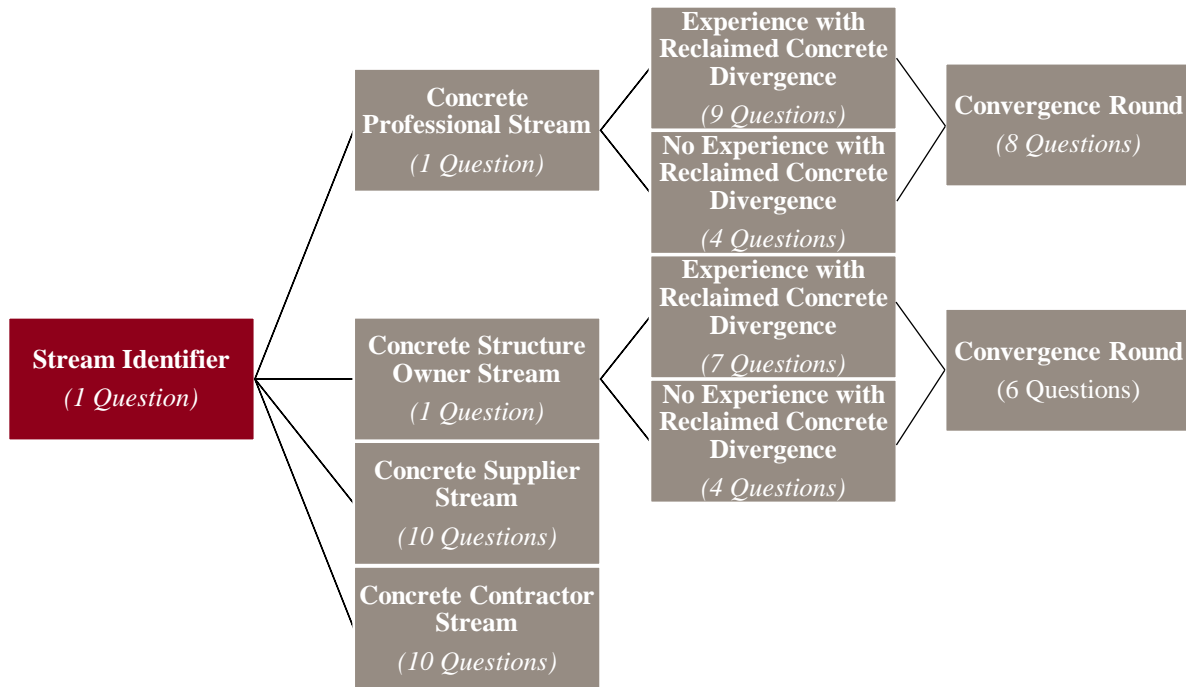 Stream Identifier
(1 Question)
Concrete
Professional Stream
(1 Question)
Experience with
Reclaimed Concrete
Divergence
(9 Questions)
No Experience with
Reclaimed Concrete
Divergence
(4 Questions)
Convergence Round
(8 Questions)
Concrete Structure
Owner Stream
(1 Question)
Experience with
Reclaimed Concrete
Divergence
(7 Questions)
No Experience with
Reclaimed Concrete
Divergence
(4 Questions)
Convergence Round
(6 Questions)
Concrete Supplier
Stream
(10 Questions)
Concrete Contractor
Stream
(10 Questions)